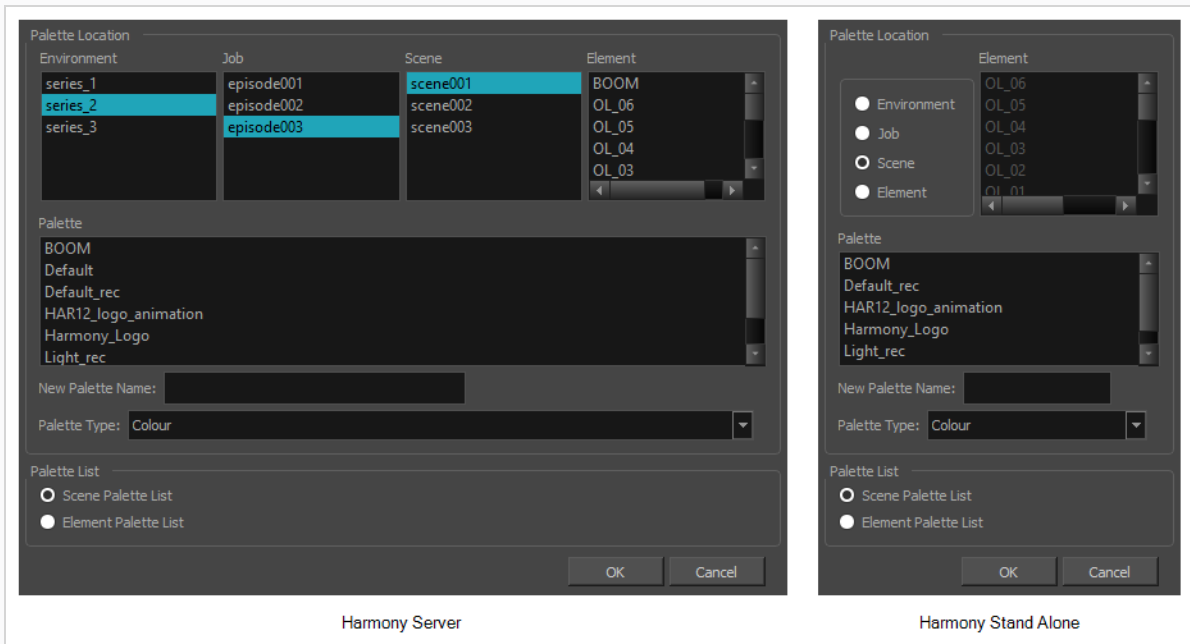 Palette Location
Environment Job Scene Element
series_1 episode001 scene001 BOOM
series_2 episode002 scene002 OL_06
series_3 episode003 scene003 OL_05
OL_04
OL_03
Palette
BOOM
Default
Default_rec
HAR12_logo_animation
Harmony_Logo
Light_rec
New Palette Name:
Palette Type: Colour
Palette List
Scene Palette List
Element Palette List
OK Cancel
Harmony Server
Palette Location
Element
OL_06
Environment OL_05
Job OL_04
OL_03
Scene OL_02
Element OL_01
Palette
BOOM
Default_rec
HAR12_logo_animation
Harmony_Logo
Light_rec
New Palette Name:
Palette Type: Colour
Palette List
Scene Palette List
Element Palette List
OK Cancel
Harmony Stand Alone